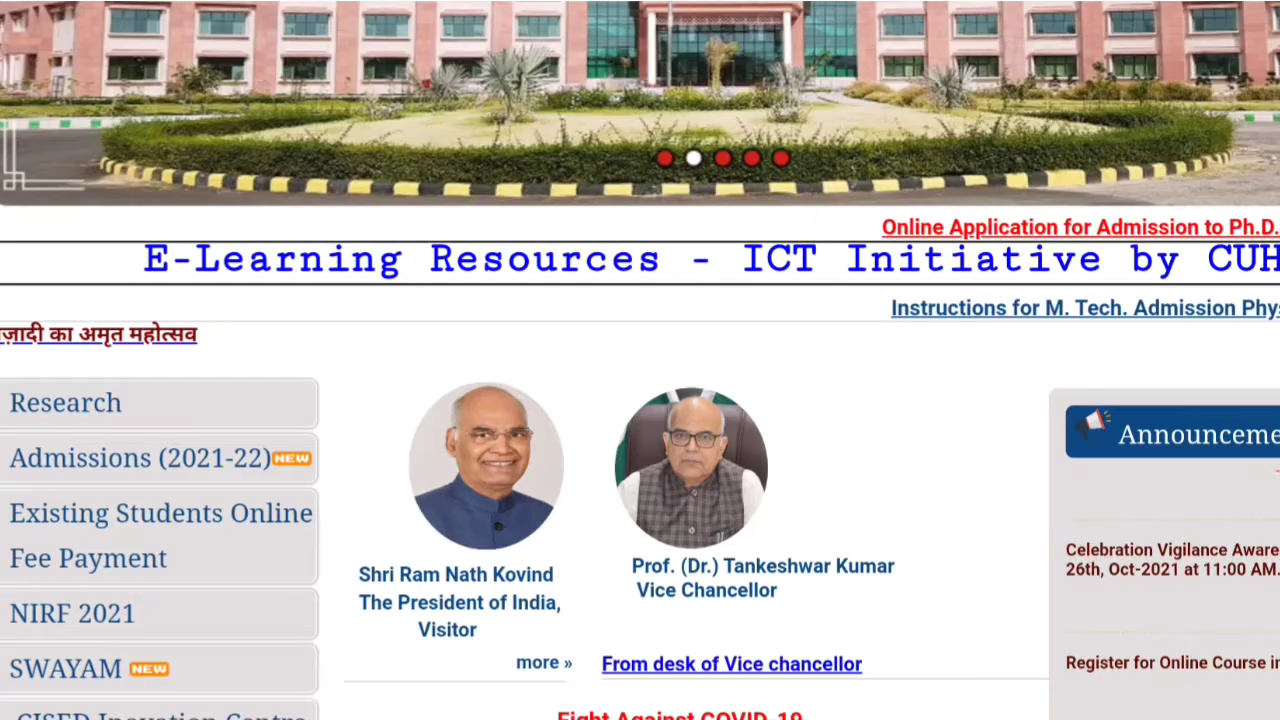 Online Application for Admission to Ph.D.
E-Learning Resources - ICT Initiative by CUH
Instructions for M. Tech. Admission
का अमृत महोत्सव
Research
Admissions (2021-22) NEW
Existing Students Online
Fee Payment
NIRF 2021
SWAYAM NEW
Shri Ram Nath Kovind
The President of India,
Visitor
more »
Prof. (Dr.) Tankeshwar Kumar
Vice Chancellor
From desk of Vice chancellor
Fight Against COVID-19
Celebration Vigilance
26th, Oct-2021 at 11:00 AM.
Register for Online Course